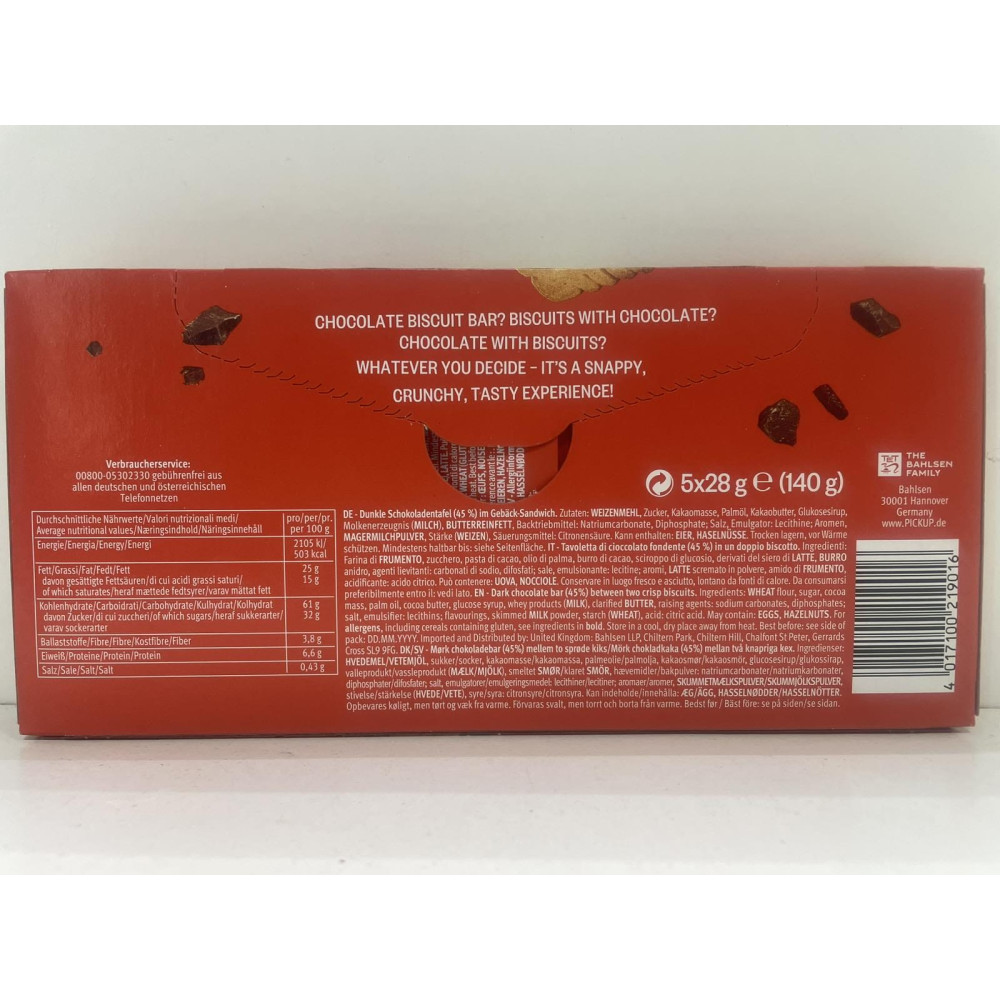 CHOCOLATE BISCUIT BAR? BISCUITS WITH CHOCOLATE?
CHOCOLATE WITH BISCUITS?
WHATEVER YOU DECIDE – IT'S A SNAPPY,
CRUNCHY, TASTY EXPERIENCE!
Verbraucherservice:
00800-05302330 gebührenfrei aus
allen deutschen und österreichischen
Telefonnetzen
Durchschnittliche Nährwerte/Valori nutrizionali medi/
Average nutritional values/Næringsindhold/Näringsinnehåll
pro/per/pr.
per 100 g
Energie/Energia/Energy/Energi
2105 kJ/
503 kcal
Fett/Grassi/Fat/Fedt/Fett
25 g
davon gesättigte Fettsäuren/di cui acidi grassi saturi/
of which saturates/heraf mættede fedtsyrer/varav mättat fett
15 g
Kohlenhydrate/Carboidrati/Carbohydrate/Kulhydrat/Kolhydrat
61 g
davon Zucker/di cui zuccheri/of which sugars/heraf sukkerarter/
varav sockerarter
32 g
Ballaststoffe/Fibre/Fibre/Kostfibre/Fiber
3,8 g
Eiweiß/Proteine/Protein/Protein
6,6 g
Salz/Sale/Salt/Salt
0,43 g
5x28 g e (140 g)
DE - Dunkle Schokoladentafel (45 %) im Gebäck-Sandwich. Zutaten: WEIZENMEHL, Zucker, Kakaomasse, Palmöl, Kakaobutter, Glukosesirup,
Molkenerzeugnis (MILCH), BUTTERREINFETT, Backtriebmittel: Natriumcarbonate, Diphosphate; Salz, Emulgator: Lecithine; Aromen,
MAGERMILCHPULVER, Stärke (WEIZEN), Säuerungsmittel: Citronensäure. Kann enthalten: EIER, HASELNÜSSE. Trocken lagern, vor Wärme
schützen. Mindestens haltbar bis: siehe Seitenfläche. IT - Tavoletta di cioccolato fondente (45 %) in un doppio biscotto. Ingredienti:
Farina di FRUMENTO, zucchero, pasta di cacao, olio di palma, burro di cacao, sciroppo di glucosio, derivati del siero di LATTE, BURRO
anidro, agenti lievitanti: carbonati di sodio, difosfati; sale, emulsionante: lecitine; aromi, LATTE scremato in polvere, amido di FRUMENTO,
acidificante: acido citrico. Può contenere: UOVA, NOCCIOLE. Conservare in luogo fresco e asciutto, lontano da fonti di calore. Da consumarsi
preferibilmente entro il: vedi lato. EN - Dark chocolate bar (45%) between two crisp biscuits. Ingredients: WHEAT flour, sugar, cocoa
mass, palm oil, cocoa butter, glucose syrup, whey products (MILK), clarified BUTTER, raising agents: sodium carbonates, diphosphates;
salt, emulsifier: lecithins; flavourings, skimmed MILK powder, starch (WHEAT), acid: citric acid. May contain: EGGS, HAZELNUTS. For
allergens, including cereals containing gluten, see ingredients in bold. Store in a cool, dry place away from heat. Best before: see side of
pack: DD.MM.YYYY. Imported and Distributed by: United Kingdom: Bahlsen LLP, Chiltern Park, Chiltern Hill, Chalfont St Peter, Gerrards
Cross SL9 9FG. DK/SV - Mørk chokoladebar (45%) mellem to sprøde kiks/Mörk chokladkaka (45%) mellan två knapriga kex. Ingredienser:
HVEDEMEL/VETEMJÖL, sukker/socker, kakaomasse/kakaomassa, palmeolie/palmolja, kakaosmør/kakaosmör, glucosesirup/glukossirap,
valleprodukt/vassleprodukt (MÆLK/MJÖLK), smeltet SMØR/klaret SMÖR, hævemidler/bakpulver: natriumcarbonater/natriumkarbonater,
diphosphater/difosfater; salt, emulgatorer/emulgeringsmedel: lecithiner/lecitiner, aromaer/aromer, SKUMMETMÆLKSPULVER/SKUMMJÖLKSPULVER,
stivelse/stärkelse (HVEDE/VETE), syre/syra: citronsyre/citronsyra. Kan indeholde/innehålla: ÆG/ÄGG, HASSELNØDDER/HASSELNÖTTER.
Opbevares køligt, men tørt og væk fra varme. Förvaras svalt, men torrt och borta från varme. Bedst før / Bäst före: se på siden/se sidan.
TET
THE
BAHLSEN
FAMILY
Bahlsen
30001 Hannover
Germany
www.PICKUP.de
4 017100 219016